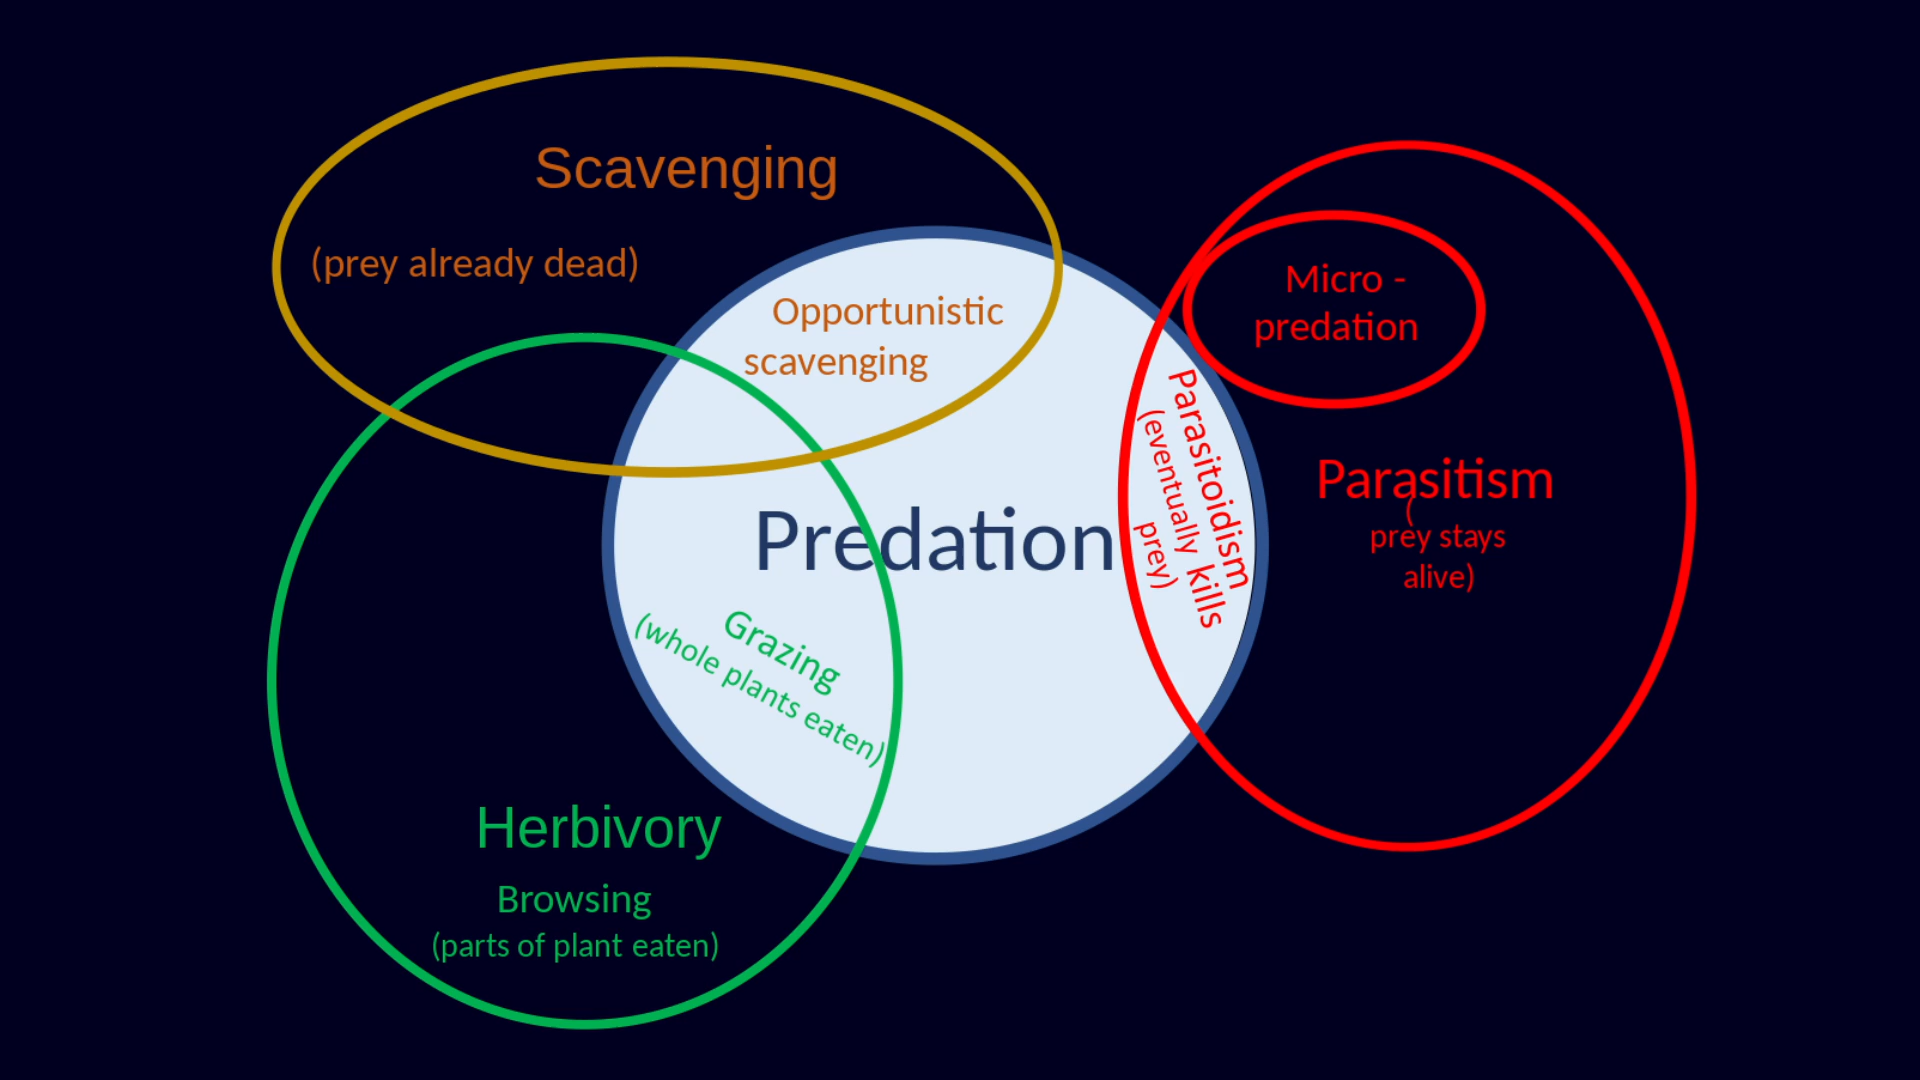 Scavenging
(prey already dead)
Opportunistic
scavenging
Micro -
predation
Parasitoidism
(eventually kills
prey)
Parasitism
(
prey stays
alive)
Predation
Grazing
(whole plants eaten)
Herbivory
Browsing
(parts of plant eaten)